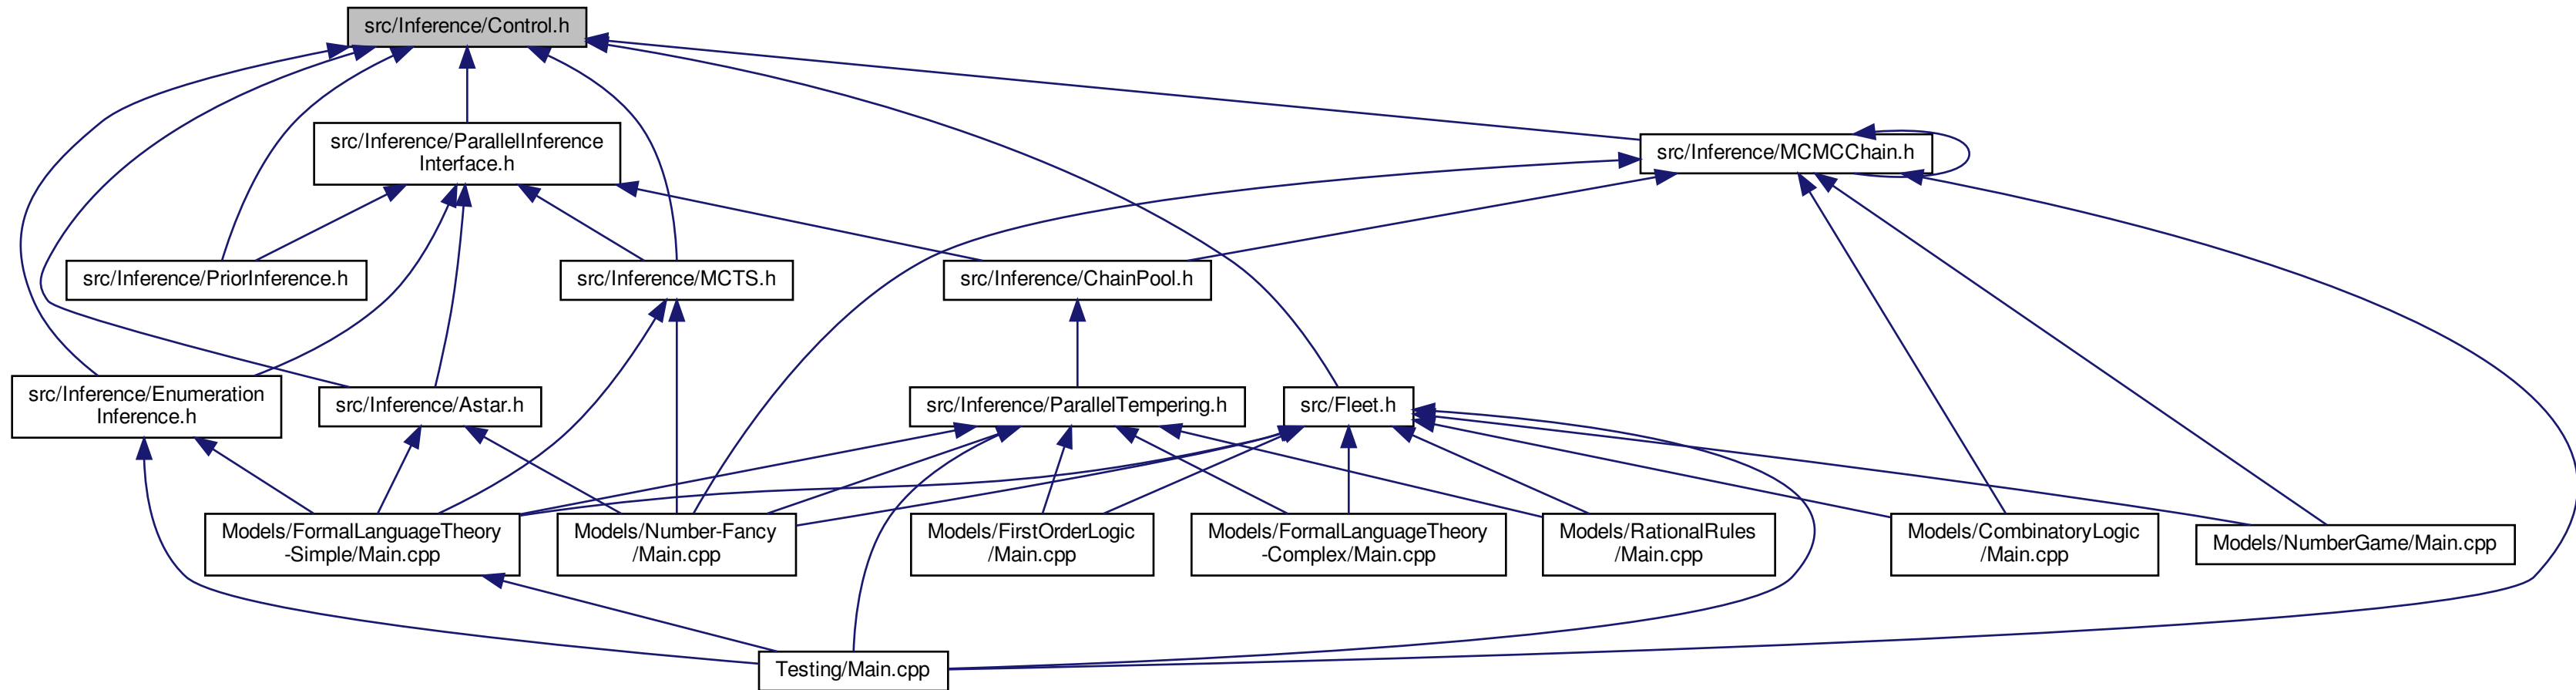 src/Inference/Control.h
src/Inference/ParallelInference
Interface.h
src/Inference/MCMCChain.h
src/Inference/PriorInference.h
src/Inference/MCTS.h
src/Inference/ChainPool.h
src/Inference/Enumeration
Inference.h
src/Inference/Astar.h
src/Inference/ParallelTempering.h
src/Fleet.h
Models/FormalLanguageTheory
-Simple/Main.cpp
Models/Number-Fancy
/Main.cpp
Models/FirstOrderLogic
/Main.cpp
Models/FormalLanguageTheory
-Complex/Main.cpp
Models/RationalRules
/Main.cpp
Models/CombinatoryLogic
/Main.cpp
Models/NumberGame/Main.cpp
Testing/Main.cpp